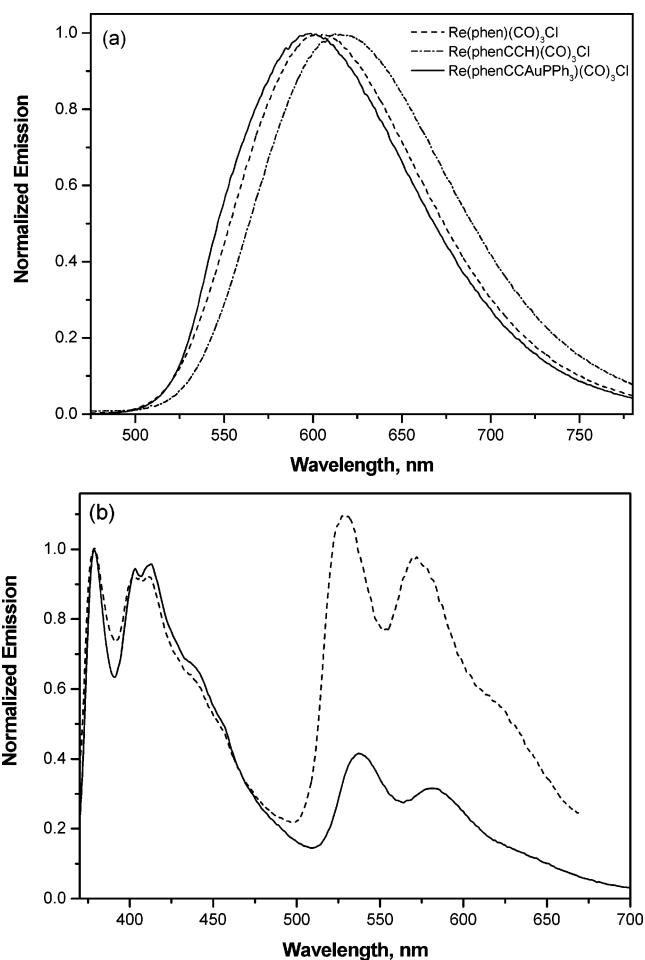 (a)
Re(phen)(CO)₃Cl
Re(phenCCH)(CO)₃Cl
Re(phenCCAuPPh₃)(CO)₃Cl
1.0
0.8
0.6
0.4
0.2
0.0
Normalized Emission
500 550 600 650 700 750
Wavelength, nm
(b)
1.0
0.8
0.6
0.4
0.2
0.0
Normalized Emission
400 450 500 550 600 650 700
Wavelength, nm